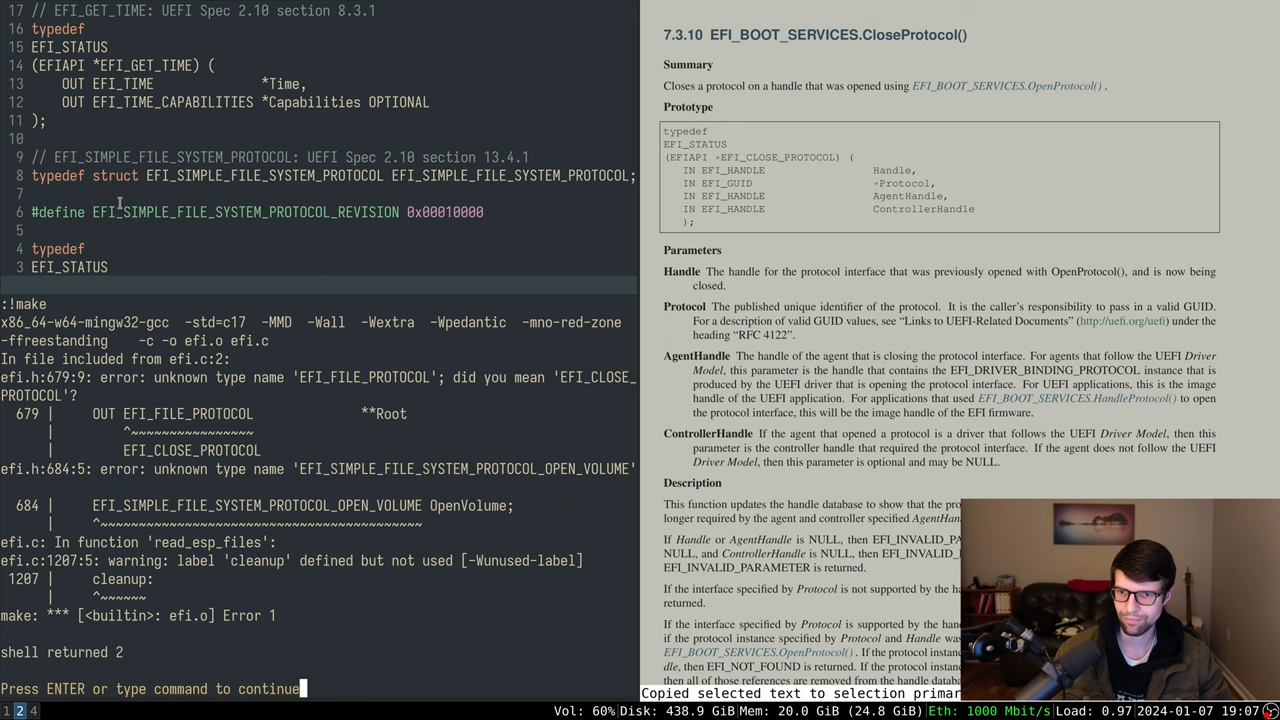 17 // EFI_GET_TIME: UEFI Spec 2.10 section 8.3.1
16 typedef
15 EFI_STATUS
14 (EFIAPI *EFI_GET_TIME) (
13     OUT EFI_TIME              *Time,
12     OUT EFI_TIME_CAPABILITIES *Capabilities OPTIONAL
11 );
10
9 // EFI_SIMPLE_FILE_SYSTEM_PROTOCOL: UEFI Spec 2.10 section 13.4.1
8 typedef struct EFI_SIMPLE_FILE_SYSTEM_PROTOCOL EFI_SIMPLE_FILE_SYSTEM_PROTOCOL;
7
6 #define EFI_SIMPLE_FILE_SYSTEM_PROTOCOL_REVISION 0x00010000
5
4 typedef
3 EFI_STATUS
:!make
x86_64-w64-mingw32-gcc  -std=c17  -MMD  -Wall  -Wextra  -Wpedantic  -mno-red-zone
-ffreestanding    -c -o efi.o efi.c
In file included from efi.c:2:
efi.h:679:9: error: unknown type name 'EFI_FILE_PROTOCOL'; did you mean 'EFI_CLOSE_
PROTOCOL'?
679 |     OUT EFI_FILE_PROTOCOL              **Root
|         ^~~~~~~~~~~~~~~~~
|         EFI_CLOSE_PROTOCOL
efi.h:684:5: error: unknown type name 'EFI_SIMPLE_FILE_SYSTEM_PROTOCOL_OPEN_VOLUME'
684 |     EFI_SIMPLE_FILE_SYSTEM_PROTOCOL_OPEN_VOLUME OpenVolume;
|     ^~~~~~~~~~~~~~~~~~~~~~~~~~~~~~~~~~~~~~~~~~~
efi.c: In function 'read_esp_files':
efi.c:1207:5: warning: label 'cleanup' defined but not used [-Wunused-label]
1207 |     cleanup:
|     ^~~~~~~
make: *** [<builtin>: efi.o] Error 1
shell returned 2
Press ENTER or type command to continue
7.3.10 EFI_BOOT_SERVICES.CloseProtocol()
Summary
Closes a protocol on a handle that was opened using EFI_BOOT_SERVICES.OpenProtocol() .
Prototype
typedef
EFI_STATUS
(EFIAPI *EFI_CLOSE_PROTOCOL) (
IN EFI_HANDLE                Handle,
IN EFI_GUID                  *Protocol,
IN EFI_HANDLE                AgentHandle,
IN EFI_HANDLE                ControllerHandle
);
Parameters
Handle The handle for the protocol interface that was previously opened with OpenProtocol(), and is now being
closed.
Protocol The published unique identifier of the protocol. It is the caller's responsibility to pass in a valid GUID.
For a description of valid GUID values, see “Links to UEFI-Related Documents” (http://uefi.org/uefi) under the
heading “RFC 4122”.
AgentHandle The handle of the agent that is closing the protocol interface. For agents that follow the UEFI Driver
Model, this parameter is the handle that contains the EFI_DRIVER_BINDING_PROTOCOL instance that is
produced by the UEFI driver that is opening the protocol interface. For UEFI applications, this is the image
handle of the UEFI application. For applications that used EFI_BOOT_SERVICES.HandleProtocol() to open
the protocol interface, this will be the image handle of the EFI firmware.
ControllerHandle If the agent that opened a protocol is a driver that follows the UEFI Driver Model, then this
parameter is the controller handle that required the protocol interface. If the agent does not follow the UEFI
Driver Model, then this parameter is optional and may be NULL.
Description
This function updates the handle database to show that the pro
longer required by the agent and controller specified AgentHan
If Handle or AgentHandle is NULL, then EFI_INVALID_PA
NULL, and ControllerHandle is NULL, then EFI_INVALID_
EFI_INVALID_PARAMETER is returned.
If the interface specified by Protocol is not supported by the ha
returned.
If the interface specified by Protocol is supported by the hand
if the protocol instance specified by Protocol and Handle was
EFI_BOOT_SERVICES.OpenProtocol() . If the protocol instanc
dle, then EFI_NOT_FOUND is returned. If the protocol instanc
then all of those references are removed from the handle databa
Copied selected text to selection primar
1 2 4
Vol: 60% Disk: 438.9 GiB Mem: 20.0 GiB (24.8 GiB) Eth: 1000 Mbit/s Load: 0.97 2024-01-07 19:07